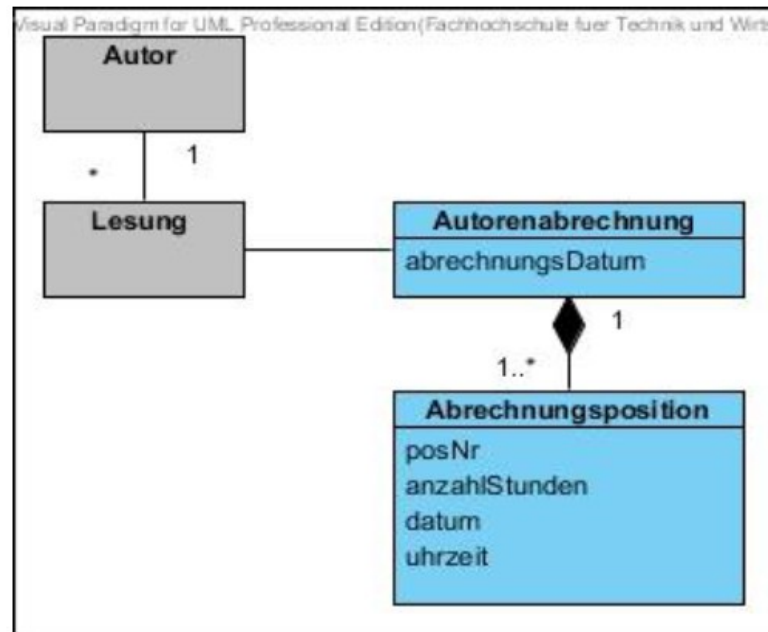 Visual Paradigm for UML Professional Edition(Fachhochschule fuer Technik und Wirts
Autor
1
*
Lesung
Autorenabrechnung
abrechnungsDatum
1
1..*
Abrechnungsposition
posNr
anzahlStunden
datum
uhrzeit